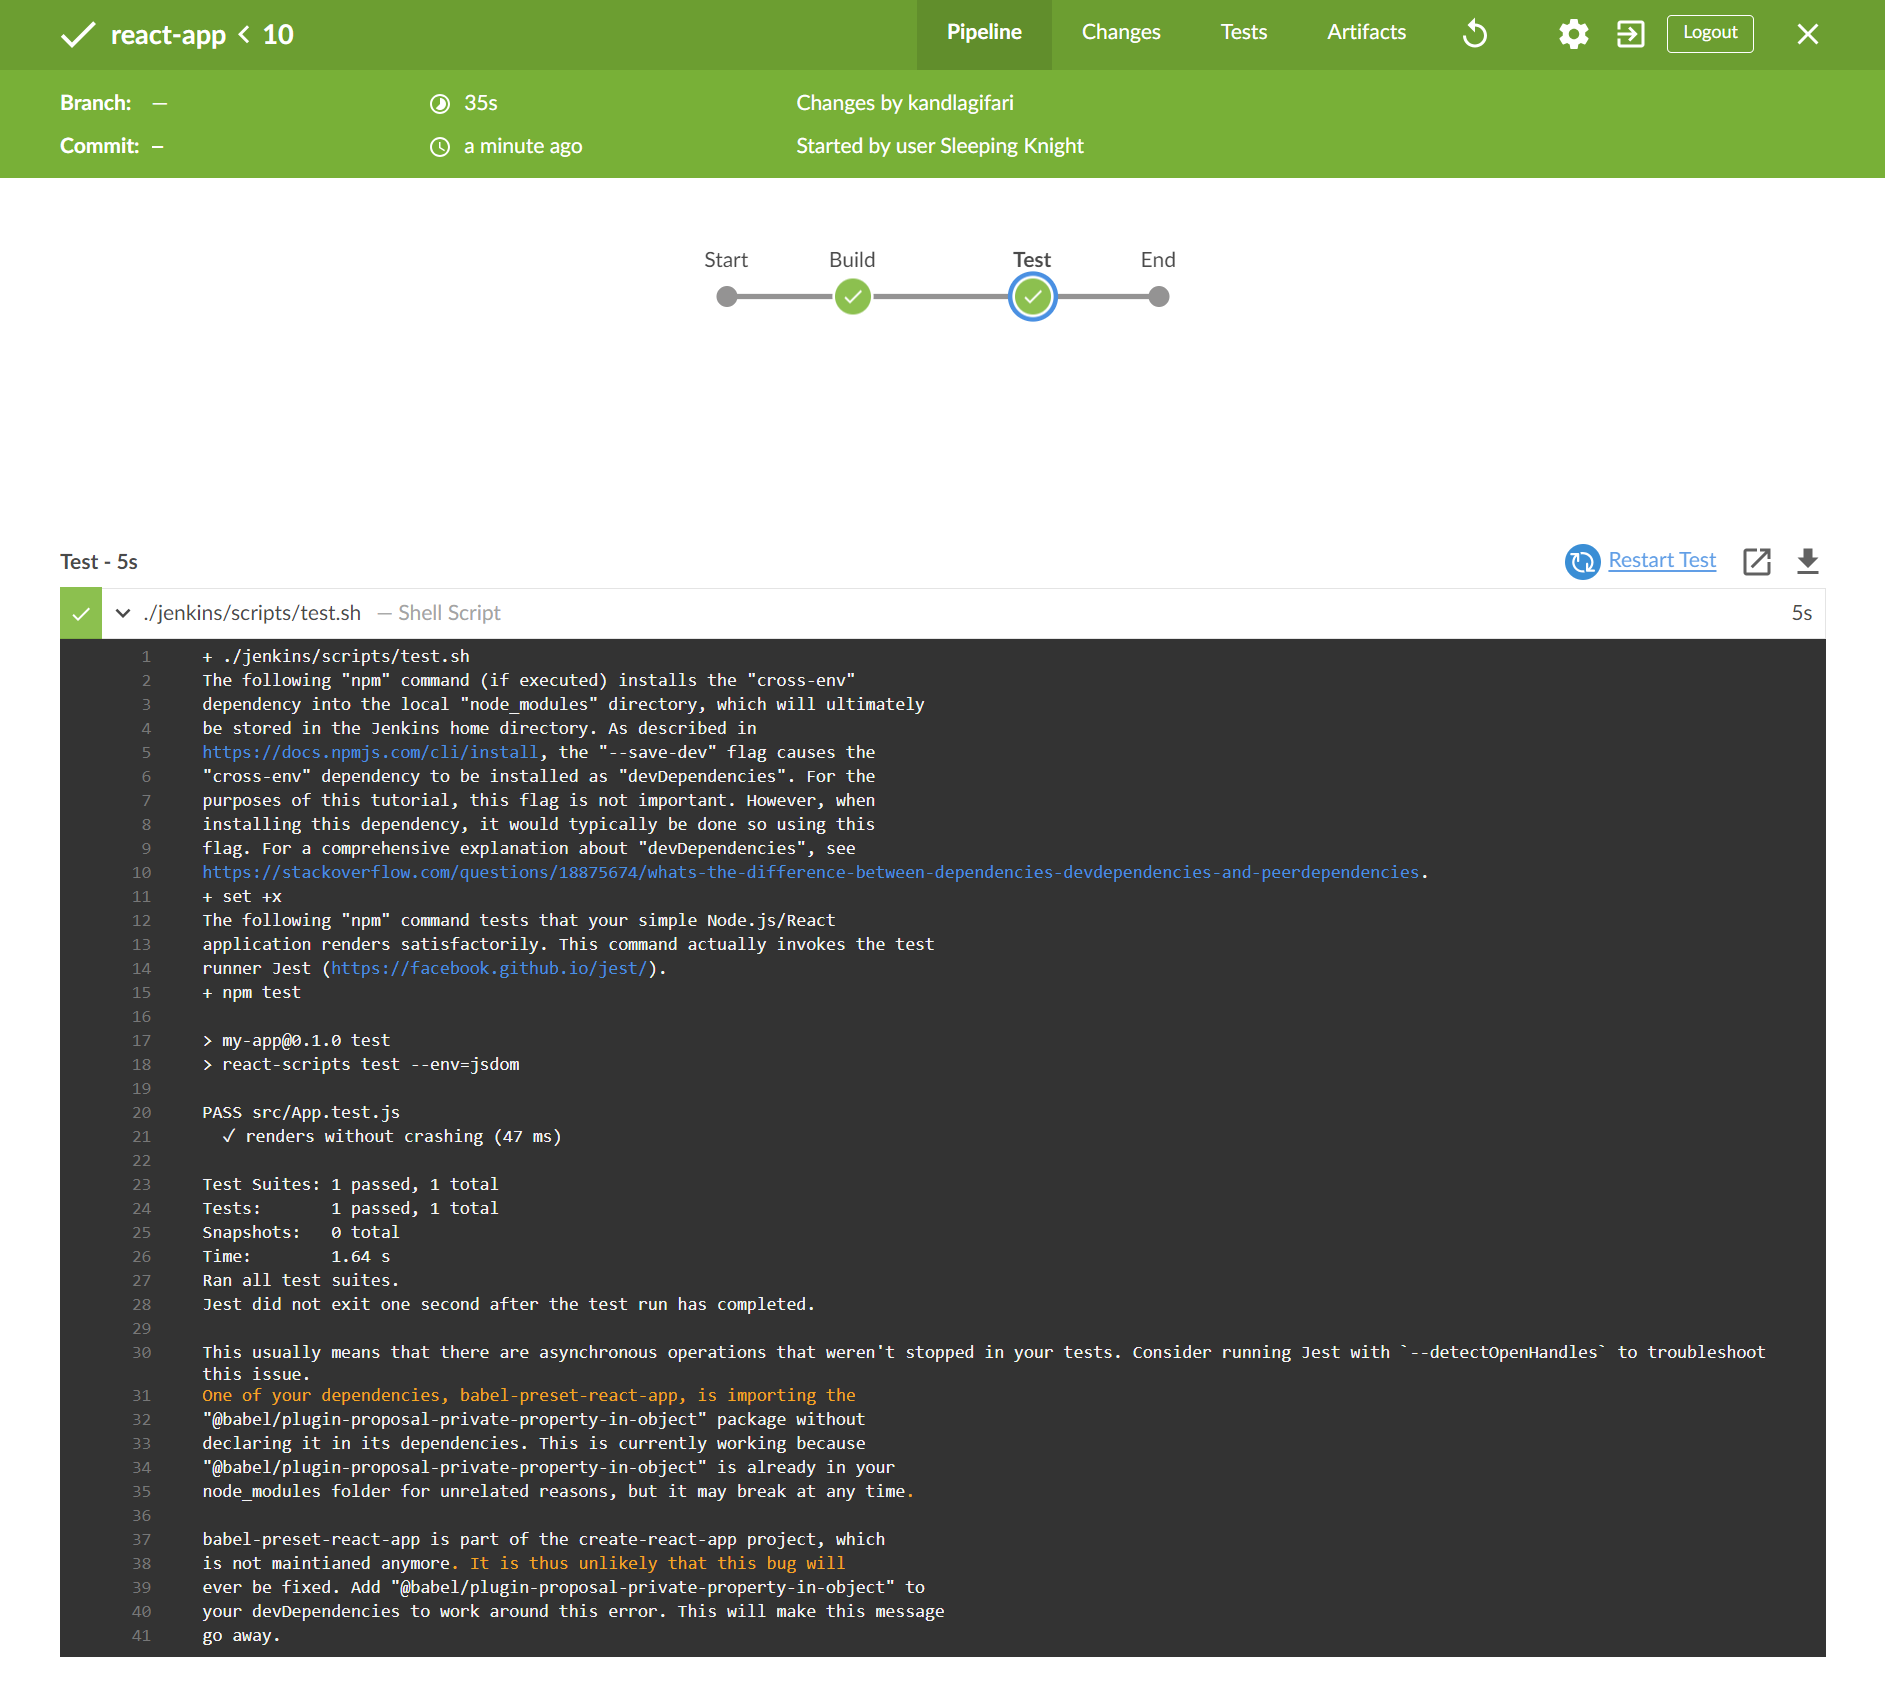 react-app < 10
Pipeline Changes Tests Artifacts Logout
Branch: — 35s Changes by kandlagifari
Commit: – a minute ago Started by user Sleeping Knight
Start Build Test End
Test - 5s Restart Test
./jenkins/scripts/test.sh — Shell Script 5s
1 + ./jenkins/scripts/test.sh
2 The following "npm" command (if executed) installs the "cross-env"
3 dependency into the local "node_modules" directory, which will ultimately
4 be stored in the Jenkins home directory. As described in
5 https://docs.npmjs.com/cli/install, the "--save-dev" flag causes the
6 "cross-env" dependency to be installed as "devDependencies". For the
7 purposes of this tutorial, this flag is not important. However, when
8 installing this dependency, it would typically be done so using this
9 flag. For a comprehensive explanation about "devDependencies", see
10 https://stackoverflow.com/questions/18875674/whats-the-difference-between-dependencies-devdependencies-and-peerdependencies.
11 + set +x
12 The following "npm" command tests that your simple Node.js/React
13 application renders satisfactorily. This command actually invokes the test
14 runner Jest (https://facebook.github.io/jest/).
15 + npm test
16
17 > my-app@0.1.0 test
18 > react-scripts test --env=jsdom
19
20 PASS src/App.test.js
21 ✓ renders without crashing (47 ms)
22
23 Test Suites: 1 passed, 1 total
24 Tests: 1 passed, 1 total
25 Snapshots: 0 total
26 Time: 1.64 s
27 Ran all test suites.
28 Jest did not exit one second after the test run has completed.
29
30 This usually means that there are asynchronous operations that weren't stopped in your tests. Consider running Jest with `--detectOpenHandles` to troubleshoot
this issue.
31 One of your dependencies, babel-preset-react-app, is importing the
32 "@babel/plugin-proposal-private-property-in-object" package without
33 declaring it in its dependencies. This is currently working because
34 "@babel/plugin-proposal-private-property-in-object" is already in your
35 node_modules folder for unrelated reasons, but it may break at any time.
36
37 babel-preset-react-app is part of the create-react-app project, which
38 is not maintianed anymore. It is thus unlikely that this bug will
39 ever be fixed. Add "@babel/plugin-proposal-private-property-in-object" to
40 your devDependencies to work around this error. This will make this message
41 go away.